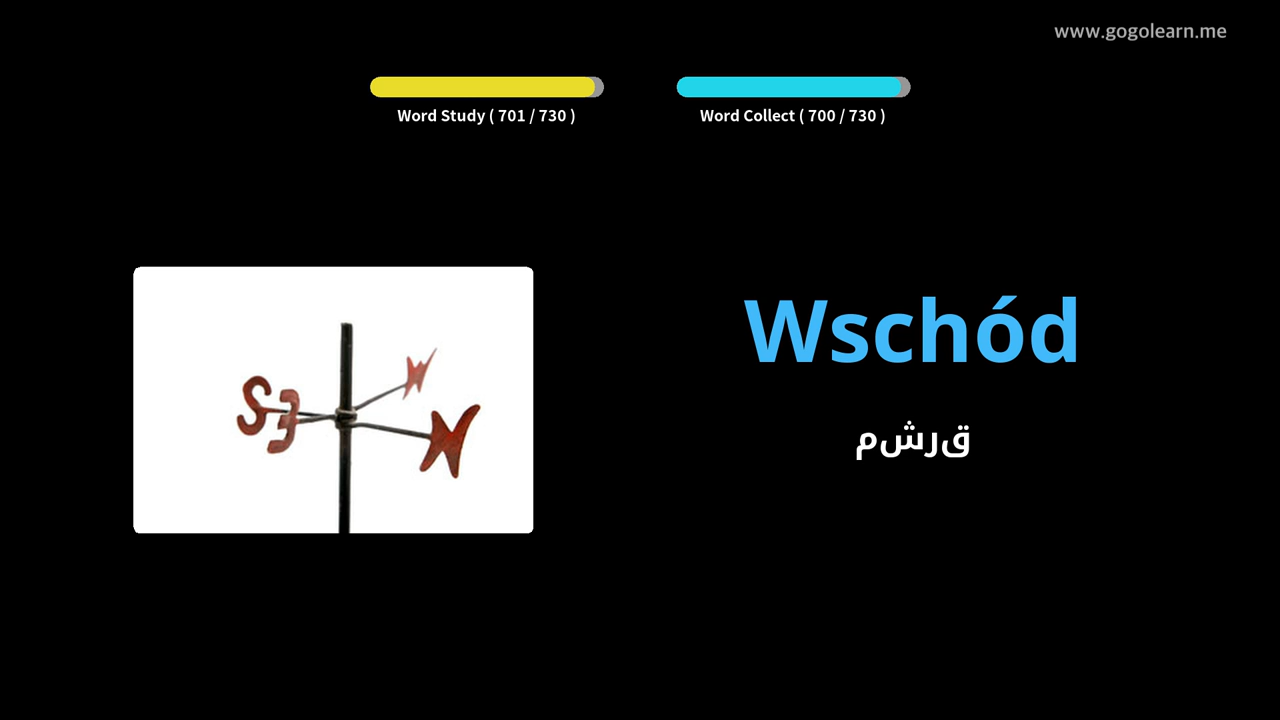 www.gogolearn.me
Word Study ( 701 / 730 )
Word Collect ( 700 / 730 )
S E N W
Wschód
قرشم